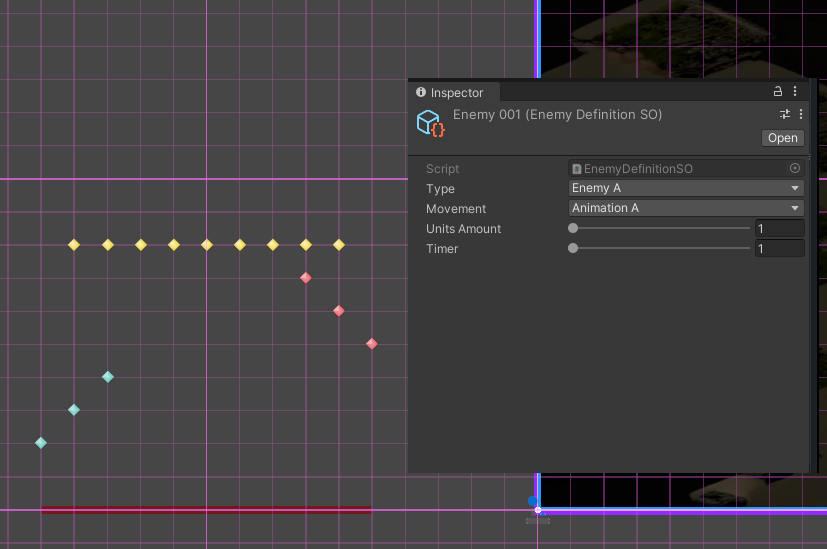 Inspector
Enemy 001 (Enemy Definition SO)
Open
Script EnemyDefinitionSO
Type Enemy A
Movement Animation A
Units Amount 1
Timer 1